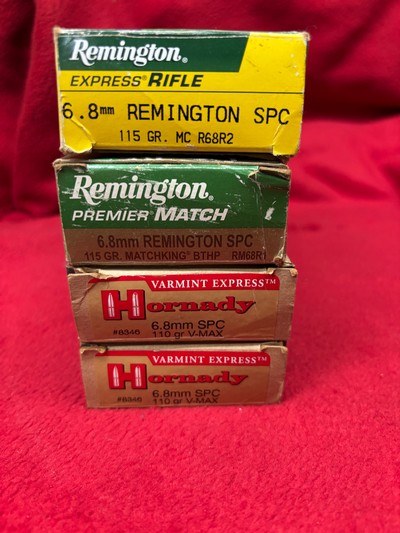 Remington.
EXPRESS® RIFLE
6.8mm REMINGTON SPC
115 GR. MC R68R2
Remington.
PREMIER MATCH
6.8mm REMINGTON SPC
115 GR. MATCHKING® BTHP RM68R1
VARMINT EXPRESS™
Hornady
6.8mm SPC
#8346 110 gr V-MAX
VARMINT EXPRESS™
Hornady
6.8mm SPC
#8346 110 gr V-MAX